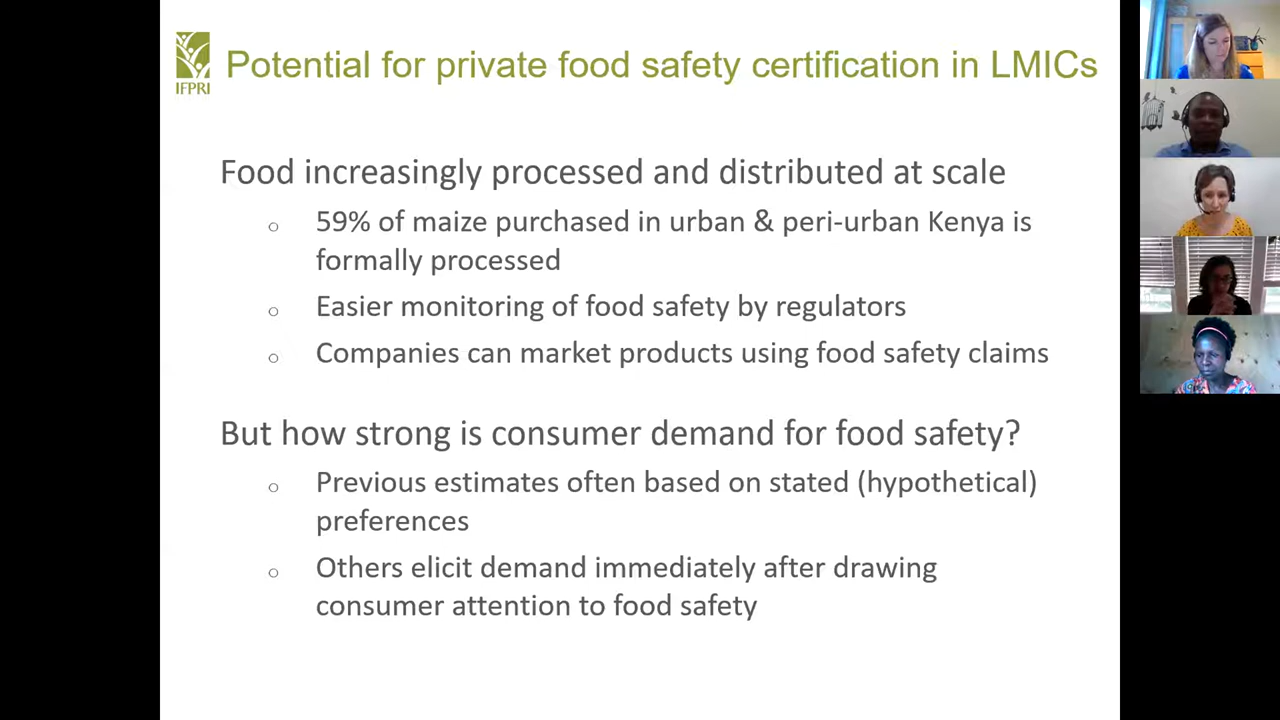 IFPRI
Potential for private food safety certification in LMICs
Food increasingly processed and distributed at scale
59% of maize purchased in urban & peri-urban Kenya is
formally processed
Easier monitoring of food safety by regulators
Companies can market products using food safety claims
But how strong is consumer demand for food safety?
Previous estimates often based on stated (hypothetical)
preferences
Others elicit demand immediately after drawing
consumer attention to food safety